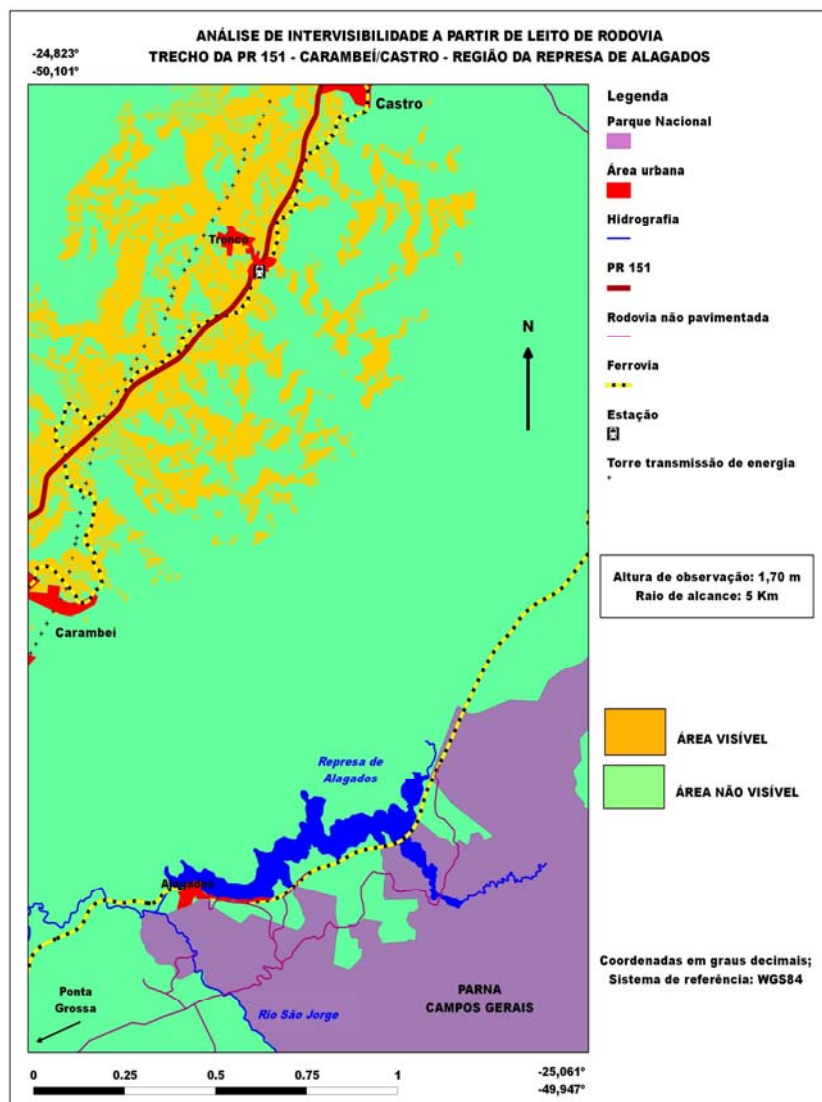 ANÁLISE DE INTERVISIBILIDADE A PARTIR DE LEITO DE RODOVIA
TRECHO DA PR 151 - CARAMBEÍ/CASTRO - REGIÃO DA REPRESA DE ALAGADOS
-24,823º
-50,101º
Castro
Tronco
Carambeí
N
Represa de
Alagados
Alagados
Ponta
Grossa
Rio São Jorge
PARNA
CAMPOS GERAIS
Legenda
Parque Nacional
Área urbana
Hidrografia
PR 151
Rodovia não pavimentada
Ferrovia
Estação
Torre transmissão de energia
Altura de observação: 1,70 m
Raio de alcance: 5 Km
ÁREA VISÍVEL
ÁREA NÃO VISÍVEL
Coordenadas em graus decimais;
Sistema de referência: WGS84
-25,061º
-49,947º
0 0.25 0.5 0.75 1